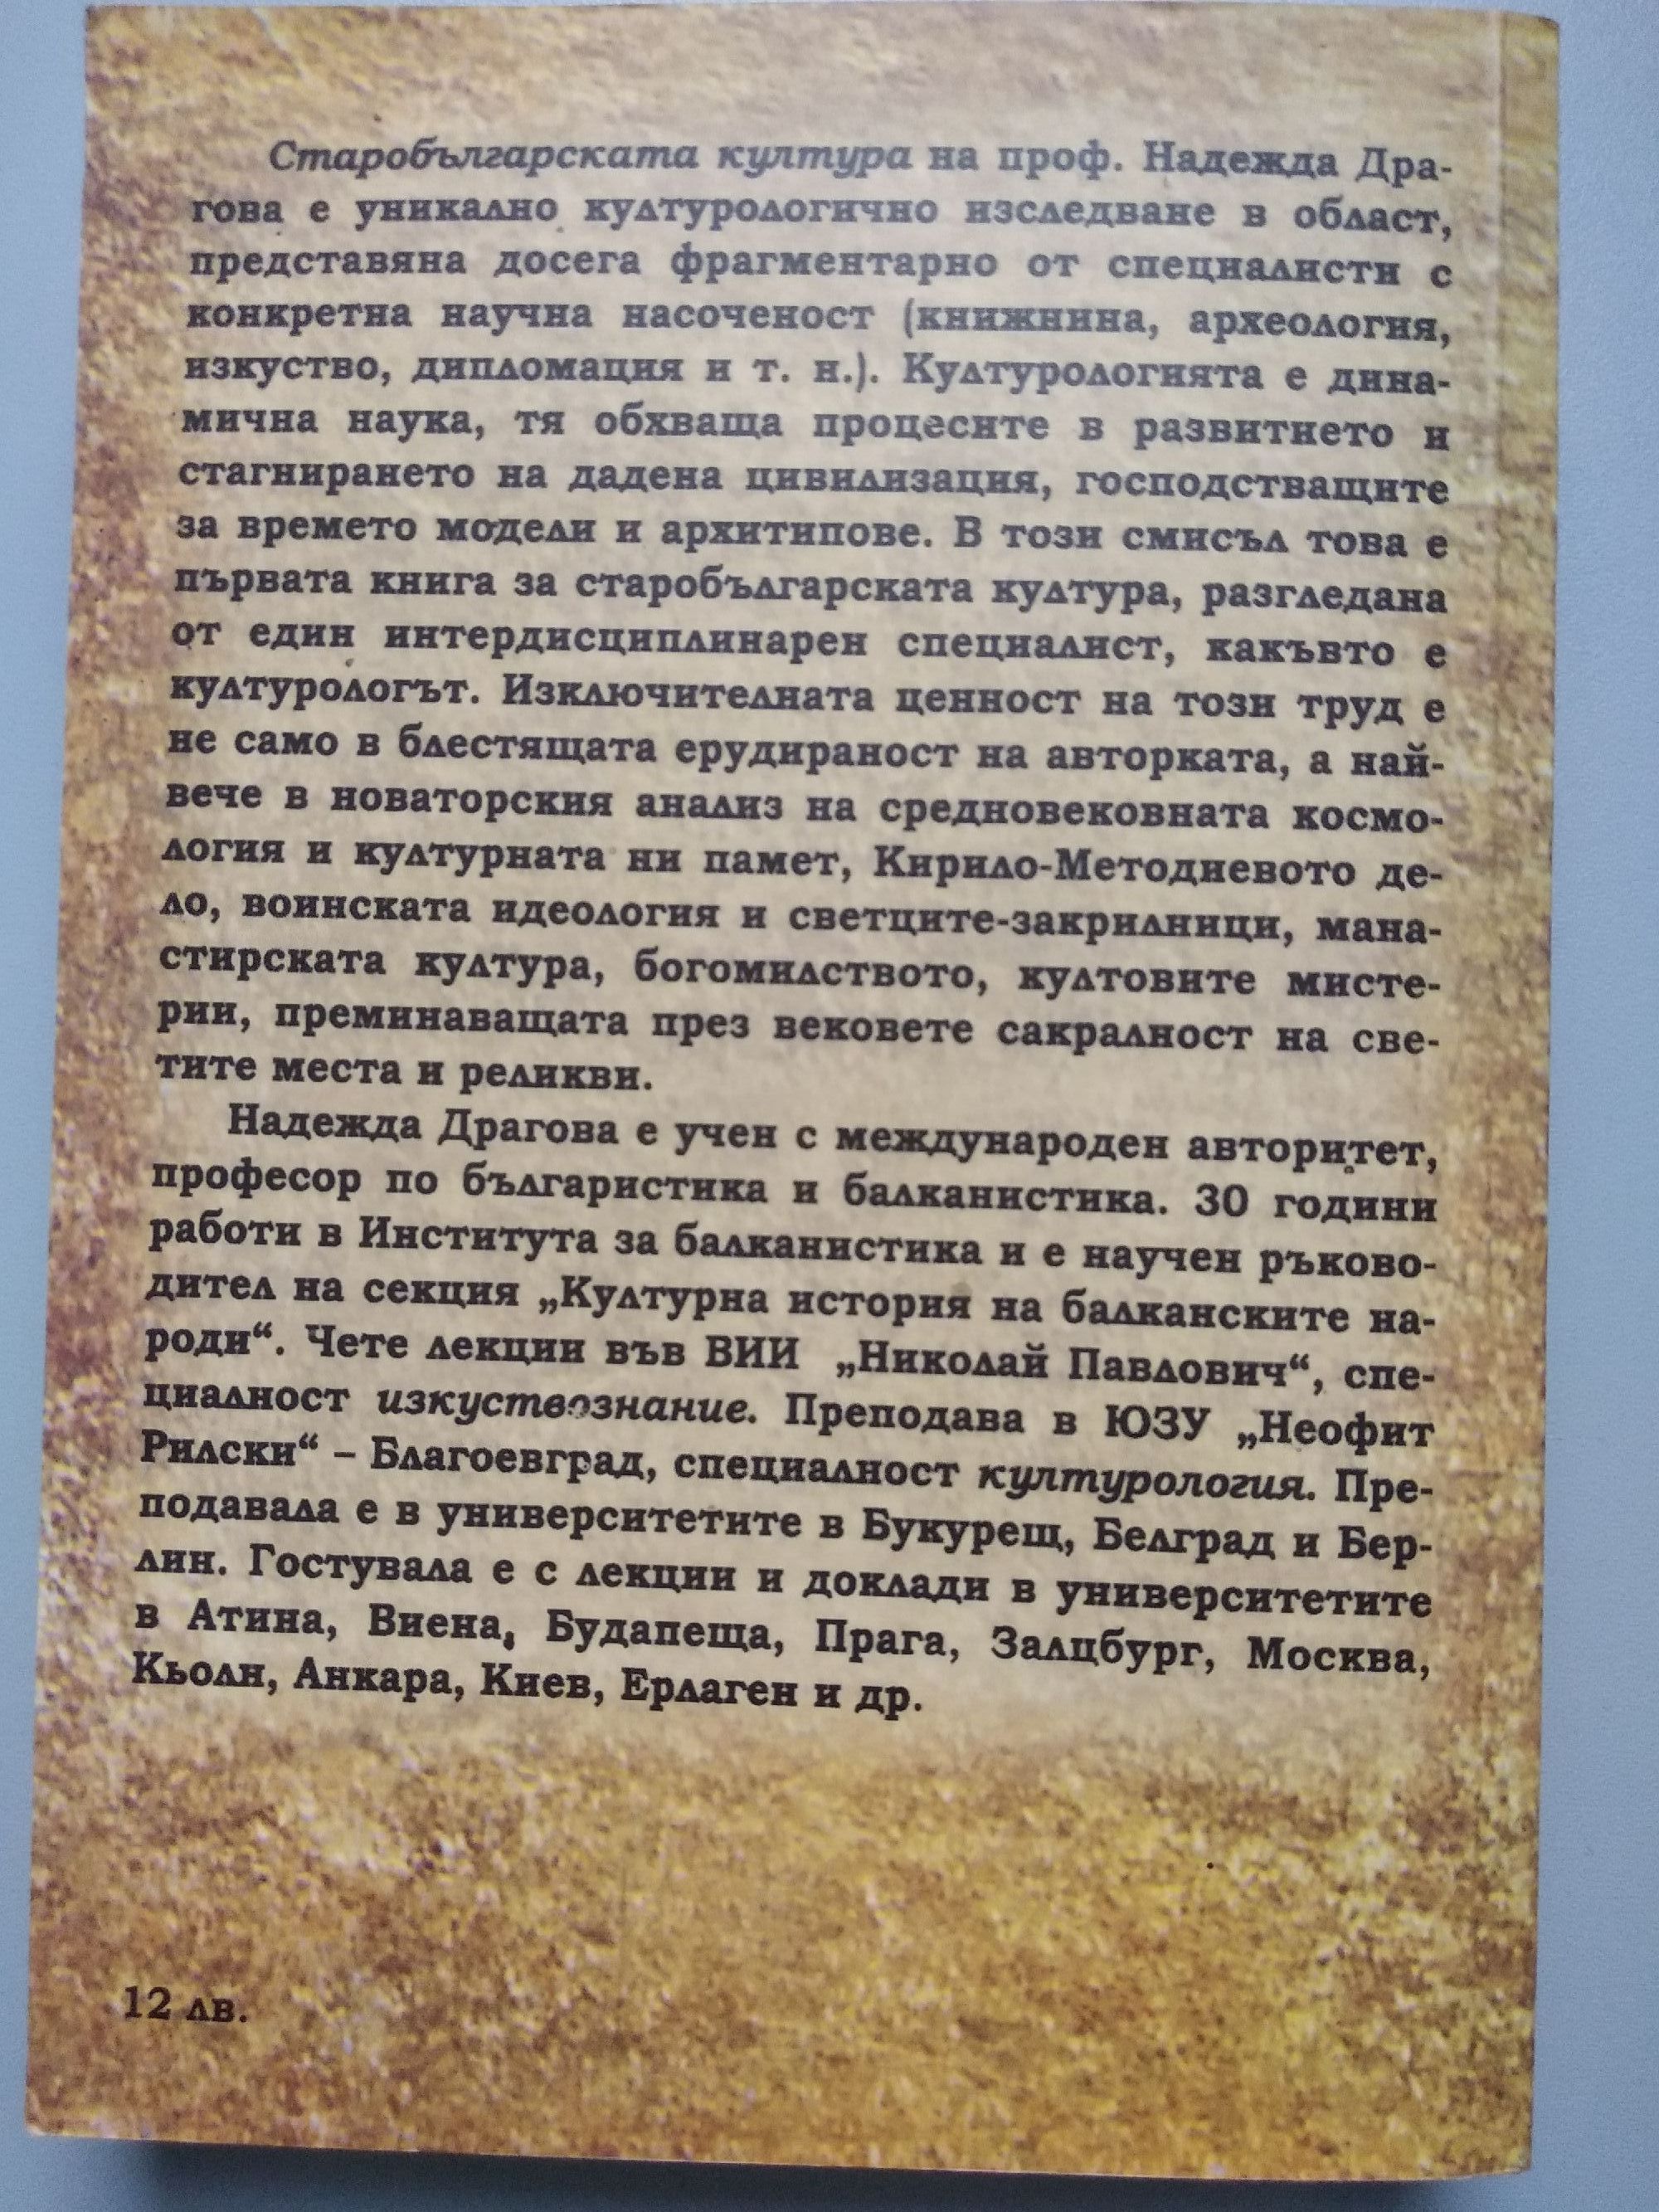 Старобългарската култура на проф. Надежда Дра-
гова е уникално културологично изследване в област,
представяна досега фрагментарно от специалисти с
конкретна научна насоченост (книжнина, археология,
изкуство, дипломация и т. н.). Културологията е дина-
мична наука, тя обхваща процесите в развитието и
стагнирането на дадена цивилизация, господстващите
за времето модели и архитипове. В този смисъл това е
първата книга за старобългарската култура, разгледана
от един интердисциплинарен специалист, какъвто е
културологът. Изключителната ценност на този труд е
не само в блестящата ерудираност на авторката, а най-
вече в новаторския анализ на средновековната космо-
логия и културната ни памет, Кирило-Методиевото де-
ло, воинската идеология и светците-закрилници, мана-
стирската култура, богомилството, култовите мисте-
рии, преминаващата през вековете сакралност на све-
тите места и реликви.
Надежда Драгова е учен с международен авторитет,
професор по българистика и балканистика. 30 години
работи в Института за балканистика и е научен ръково-
дител на секция „Културна история на балканските на-
роди“. Чете лекции във ВИИ „Николай Павлович“, спе-
циалност изкуствознание. Преподава в ЮЗУ „Неофит
Рилски“ – Благоевград, специалност културология. Пре-
подавала е в университетите в Букурещ, Белград и Бер-
лин. Гостувала е с лекции и доклади в университетите
в Атина, Виена, Будапеща, Прага, Залцбург, Москва,
Кьолн, Анкара, Киев, Ерлаген и др.
12 лв.